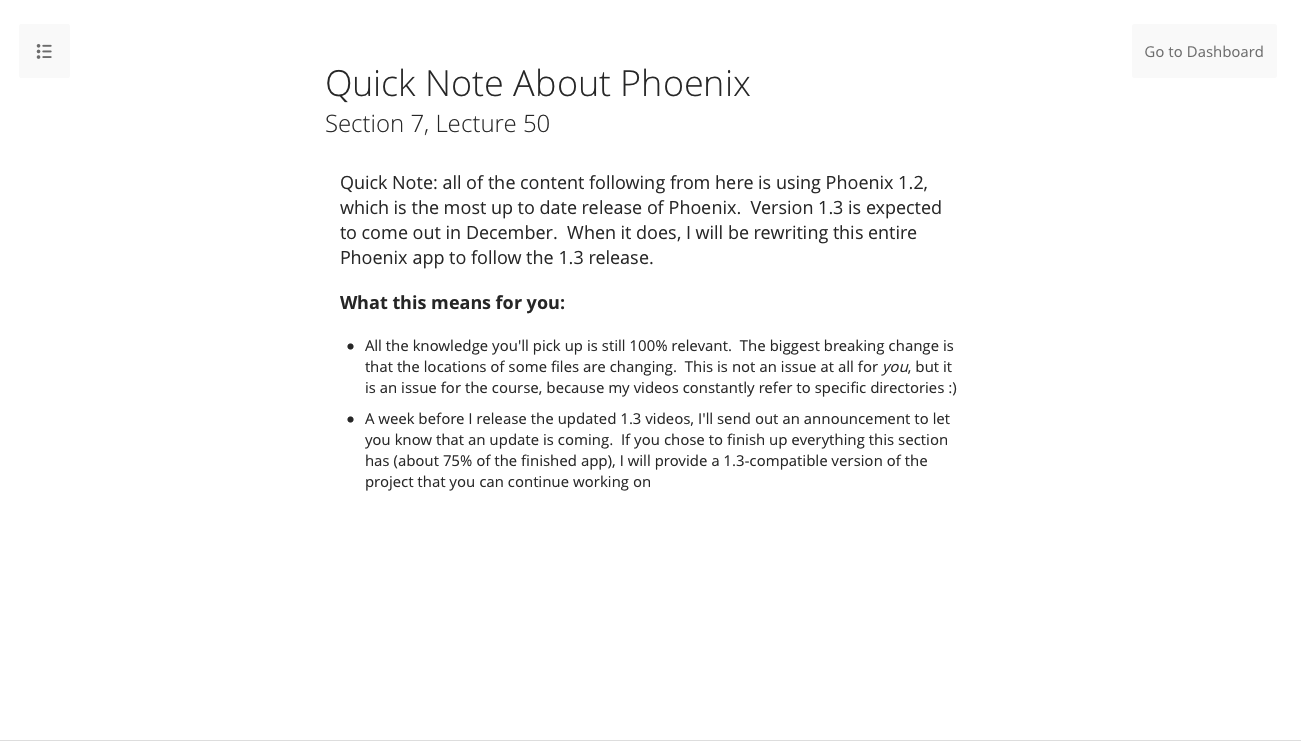 Go to Dashboard
Quick Note About Phoenix
Section 7, Lecture 50
Quick Note: all of the content following from here is using Phoenix 1.2,
which is the most up to date release of Phoenix.  Version 1.3 is expected
to come out in December.  When it does, I will be rewriting this entire
Phoenix app to follow the 1.3 release.
What this means for you:
All the knowledge you'll pick up is still 100% relevant.  The biggest breaking change is
that the locations of some files are changing.  This is not an issue at all for you, but it
is an issue for the course, because my videos constantly refer to specific directories :)
A week before I release the updated 1.3 videos, I'll send out an announcement to let
you know that an update is coming.  If you chose to finish up everything this section
has (about 75% of the finished app), I will provide a 1.3-compatible version of the
project that you can continue working on